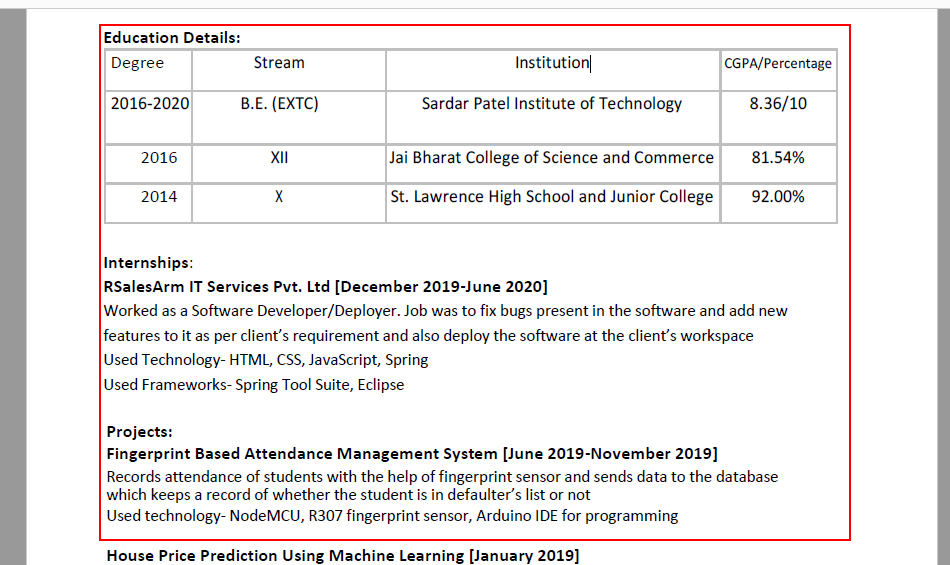 Education Details:
Degree Stream Institution CGPA/Percentage
2016-2020 B.E. (EXTC) Sardar Patel Institute of Technology 8.36/10
2016 XII Jai Bharat College of Science and Commerce 81.54%
2014 X St. Lawrence High School and Junior College 92.00%
Internships:
RSalesArm IT Services Pvt. Ltd [December 2019-June 2020]
Worked as a Software Developer/Deployer. Job was to fix bugs present in the software and add new
features to it as per client’s requirement and also deploy the software at the client’s workspace
Used Technology- HTML, CSS, JavaScript, Spring
Used Frameworks- Spring Tool Suite, Eclipse
Projects:
Fingerprint Based Attendance Management System [June 2019-November 2019]
Records attendance of students with the help of fingerprint sensor and sends data to the database
which keeps a record of whether the student is in defaulter’s list or not
Used technology- NodeMCU, R307 fingerprint sensor, Arduino IDE for programming
House Price Prediction Using Machine Learning [January 2019]